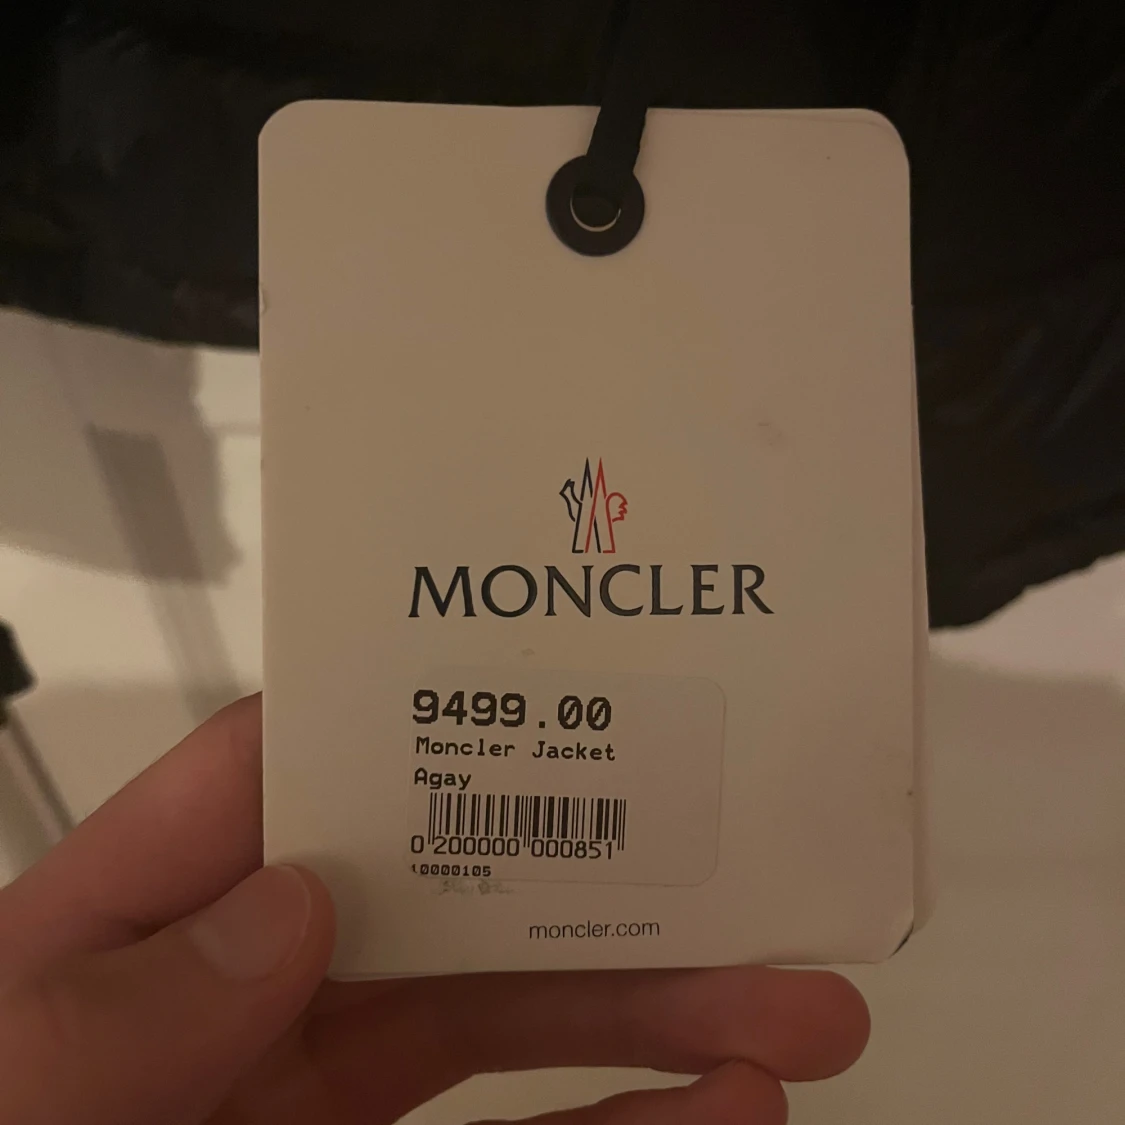 MONCLER
9499.00
Moncler Jacket
Agay
0 200000 000851
10000105
moncler.com